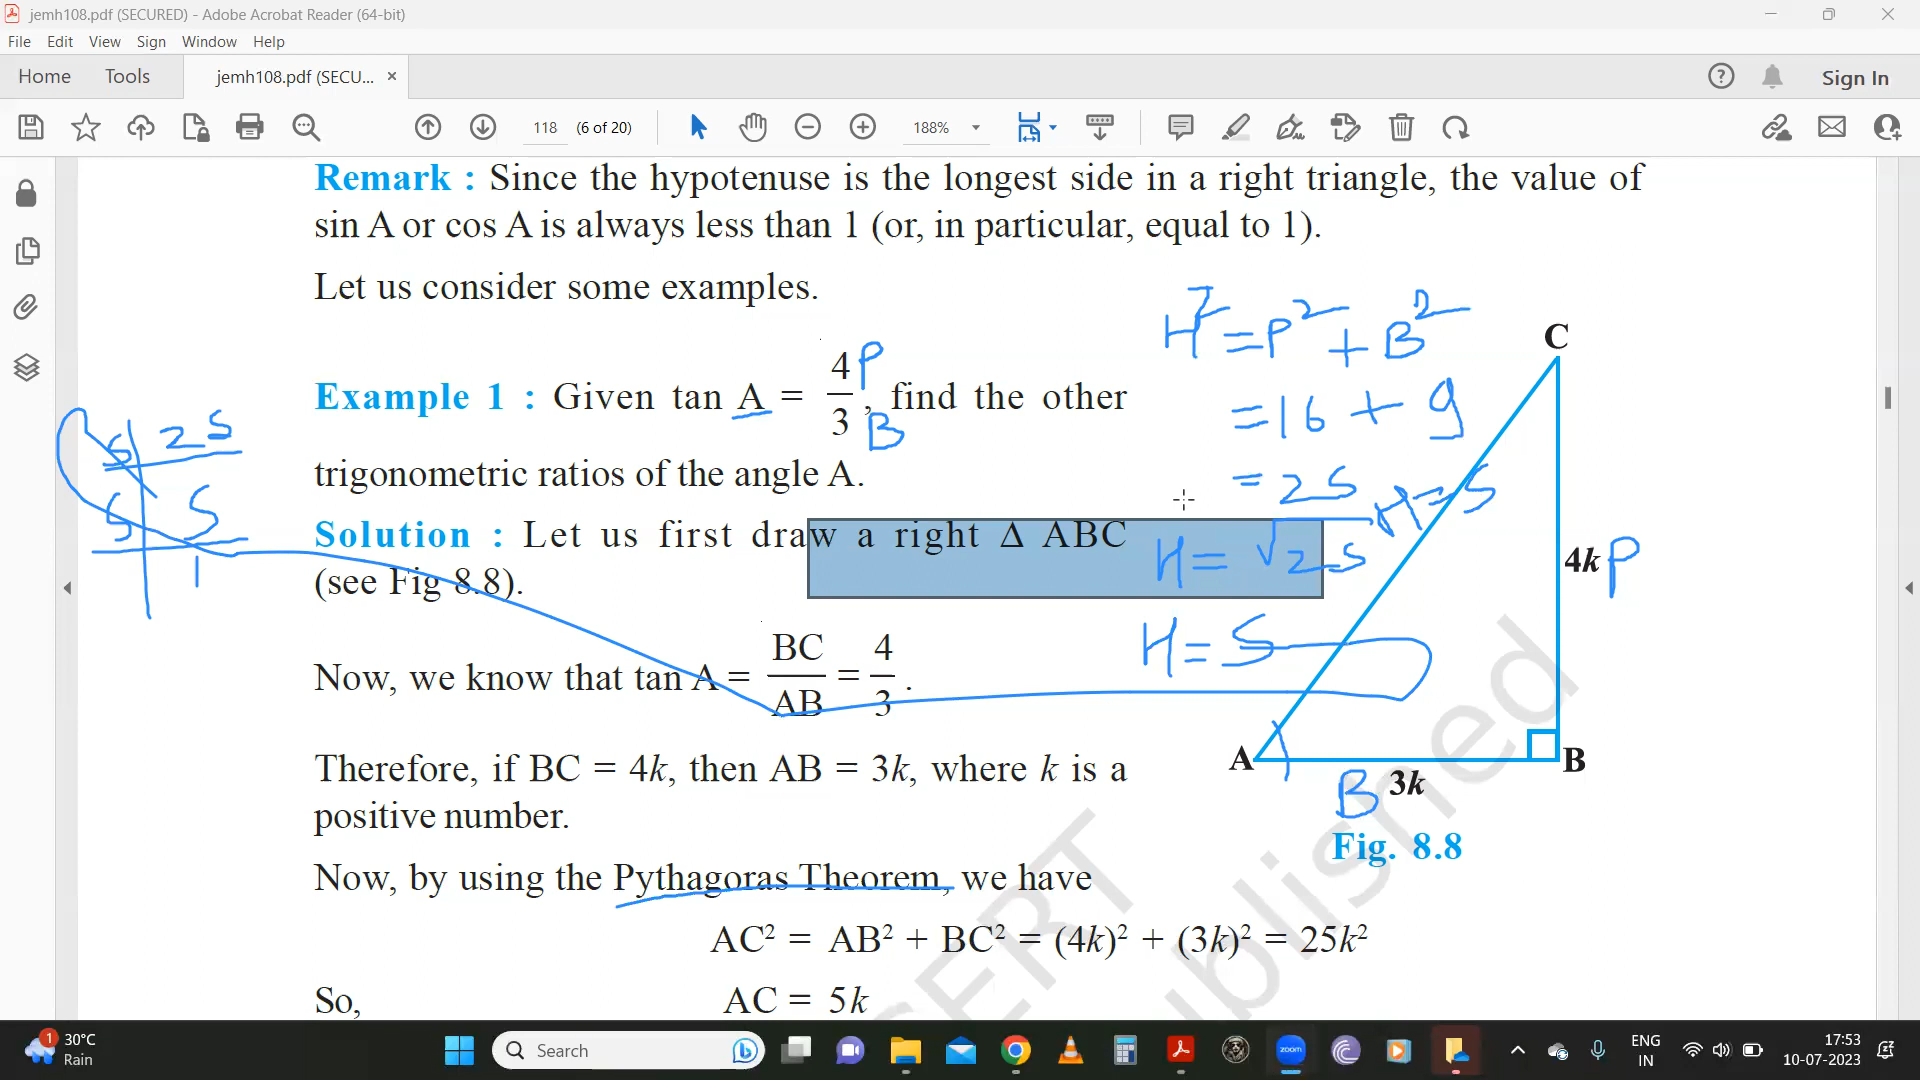 jemh108.pdf (SECURED) - Adobe Acrobat Reader (64-bit)
File Edit View Sign Window Help
Home Tools jemh108.pdf (SECU... × Sign In
118 (6 of 20) 188%
Remark : Since the hypotenuse is the longest side in a right triangle, the value of
sin A or cos A is always less than 1 (or, in particular, equal to 1).
Let us consider some examples.
H² = P² + B²
C
Example 1 : Given tan A = 4/3, find the other
P
B
= 16 + 9
5 25
5 5
1
trigonometric ratios of the angle A.
= 25
H=5
Solution : Let us first draw a right Δ ABC
H = √25
(see Fig 8.8).
4k P
H = 5
Now, we know that tan A = BC/AB = 4/3.
A B
B 3k
Therefore, if BC = 4k, then AB = 3k, where k is a
positive number.
Fig. 8.8
Now, by using the Pythagoras Theorem, we have
AC² = AB² + BC² = (4k)² + (3k)² = 25k²
So, AC = 5k
1 30°C
Rain
Search
zoom
ENG
IN
17:53
10-07-2023